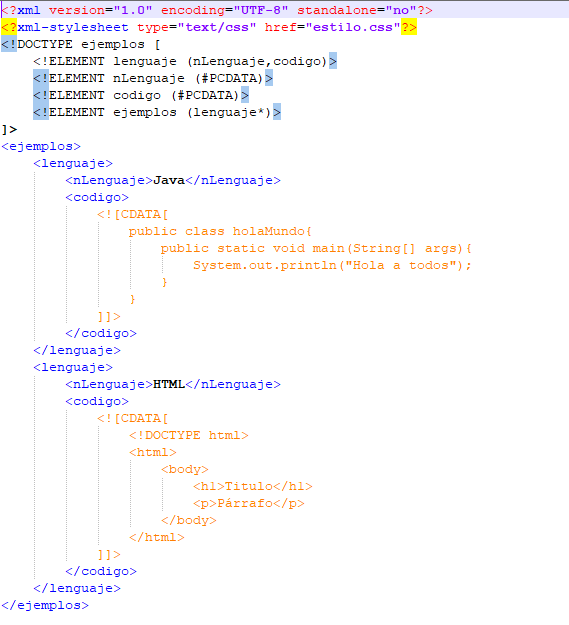 <?xml version="1.0" encoding="UTF-8" standalone="no"?>
<?xml-stylesheet type="text/css" href="estilo.css"?>
<!DOCTYPE ejemplos [
    <!ELEMENT lenguaje (nLenguaje,codigo)>
    <!ELEMENT nLenguaje (#PCDATA)>
    <!ELEMENT codigo (#PCDATA)>
    <!ELEMENT ejemplos (lenguaje*)>
]>
<ejemplos>
    <lenguaje>
        <nLenguaje>Java</nLenguaje>
        <codigo>
            <![CDATA[
                public class holaMundo{
                    public static void main(String[] args){
                        System.out.println("Hola a todos");
                    }
                }
            ]]>
        </codigo>
    </lenguaje>
    <lenguaje>
        <nLenguaje>HTML</nLenguaje>
        <codigo>
            <![CDATA[
                <!DOCTYPE html>
                <html>
                    <body>
                        <h1>Titulo</h1>
                        <p>Párrafo</p>
                    </body>
                </html>
            ]]>
        </codigo>
    </lenguaje>
</ejemplos>